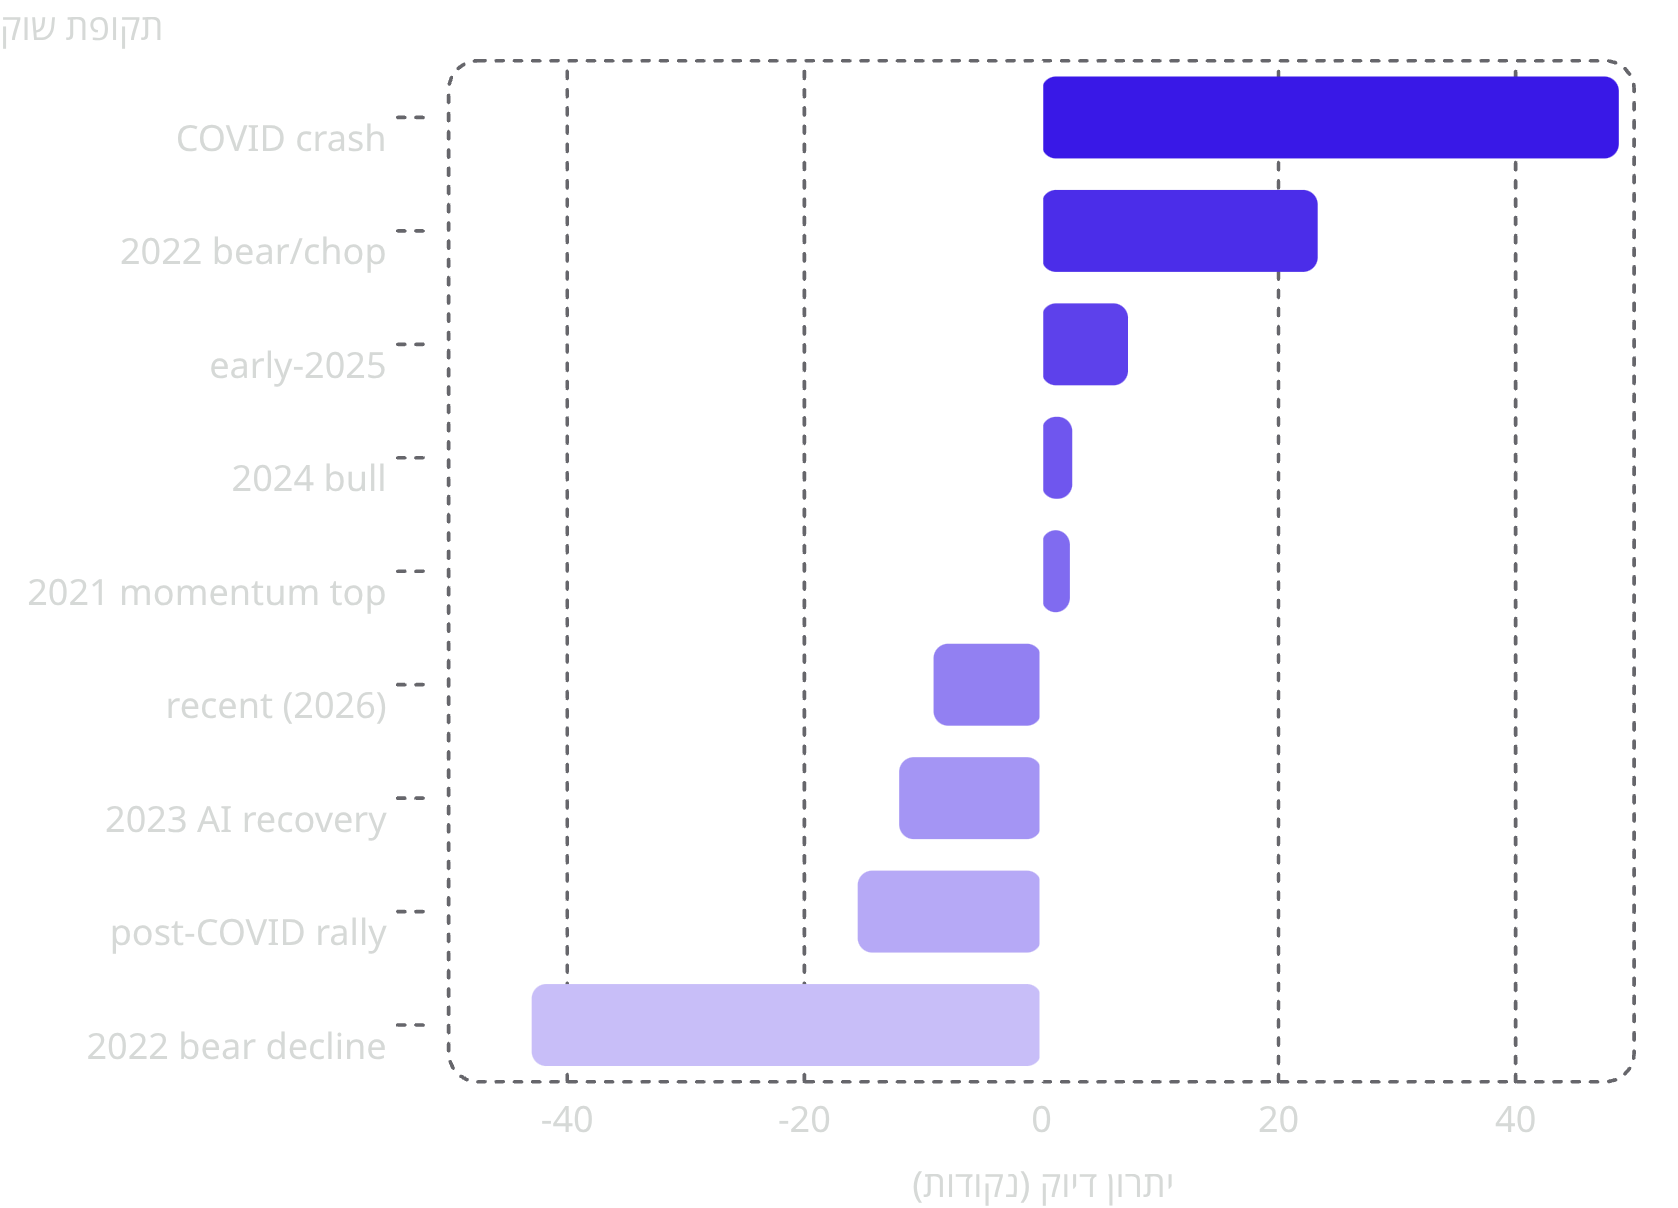 תקופת שוק
COVID crash
2022 bear/chop
early-2025
2024 bull
2021 momentum top
recent (2026)
2023 AI recovery
post-COVID rally
2022 bear decline
-40
-20
0
20
40
יתרון דיוק (נקודות)